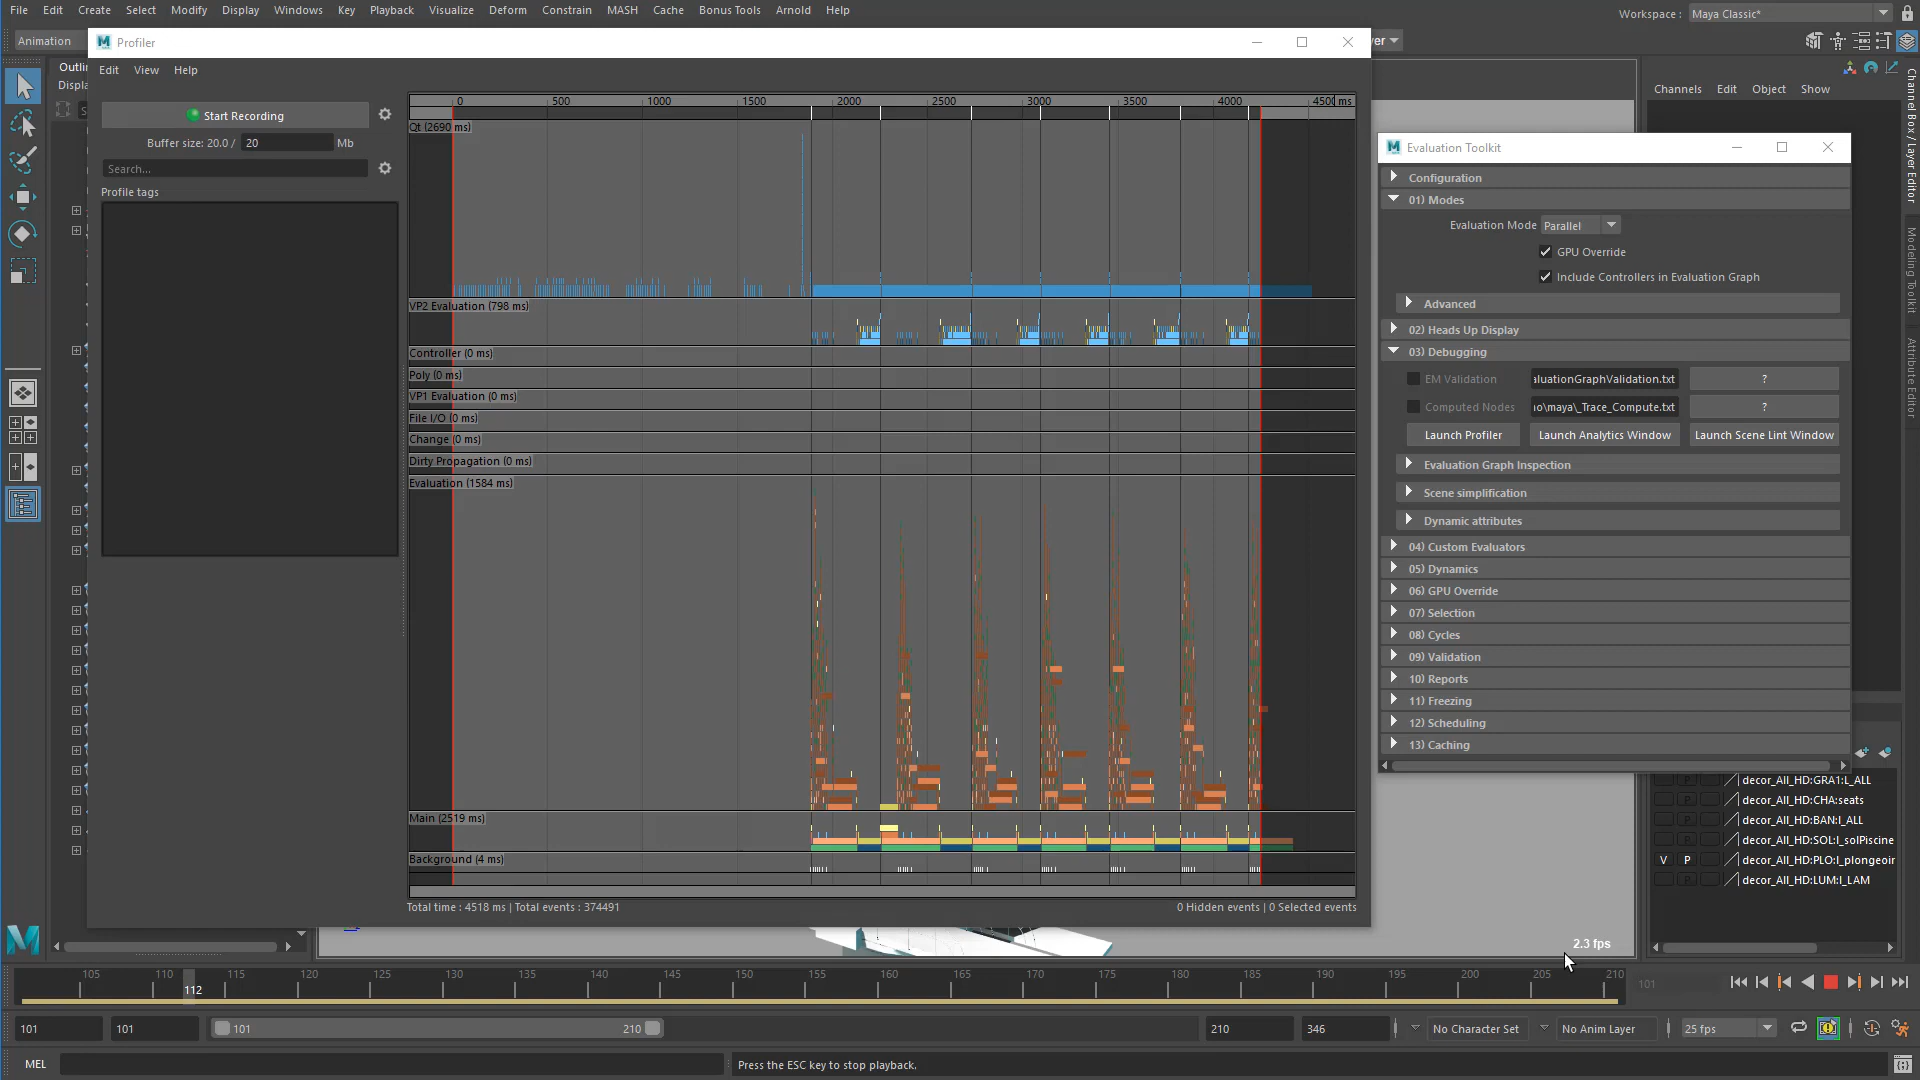 File Edit Create Select Modify Display Windows Key Playback Visualize Deform Constrain MASH Cache Bonus Tools Arnold Help
Workspace : Maya Classic*
Animation
Profiler
Edit View Help
Start Recording
Buffer size: 20.0 / 20 Mb
Search...
Profile tags
0 500 1000 1500 2000 2500 3000 3500 4000 4500 ms
Qt (2690 ms)
VP2 Evaluation (798 ms)
Controller (0 ms)
Poly (0 ms)
VP1 Evaluation (0 ms)
File I/O (0 ms)
Change (0 ms)
Dirty Propagation (0 ms)
Evaluation (1584 ms)
Main (2519 ms)
Background (4 ms)
Total time : 4518 ms | Total events : 374491
0 Hidden events | 0 Selected events
Channels Edit Object Show
Channel Box / Layer Editor
Modeling Toolkit
Attribute Editor
Evaluation Toolkit
Configuration
01) Modes
Evaluation Mode Parallel
GPU Override
Include Controllers in Evaluation Graph
Advanced
02) Heads Up Display
03) Debugging
EM Validation aluationGraphValidation.txt ?
Computed Nodes io\maya\_Trace_Compute.txt ?
Launch Profiler Launch Analytics Window Launch Scene Lint Window
Evaluation Graph Inspection
Scene simplification
Dynamic attributes
04) Custom Evaluators
05) Dynamics
06) GPU Override
07) Selection
08) Cycles
09) Validation
10) Reports
11) Freezing
12) Scheduling
13) Caching
decor_All_HD:GRA1:L_ALL
decor_All_HD:CHA:seats
decor_All_HD:BAN:I_ALL
decor_All_HD:SOL:I_solPiscine
V P decor_All_HD:PLO:I_plongeoir
decor_All_HD:LUM:I_LAM
2.3 fps
105 110 115 120 125 130 135 140 145 150 155 160 165 170 175 180 185 190 195 200 205 210
112
101
101 101 101 210 210 346 No Character Set No Anim Layer 25 fps
MEL
Press the ESC key to stop playback.